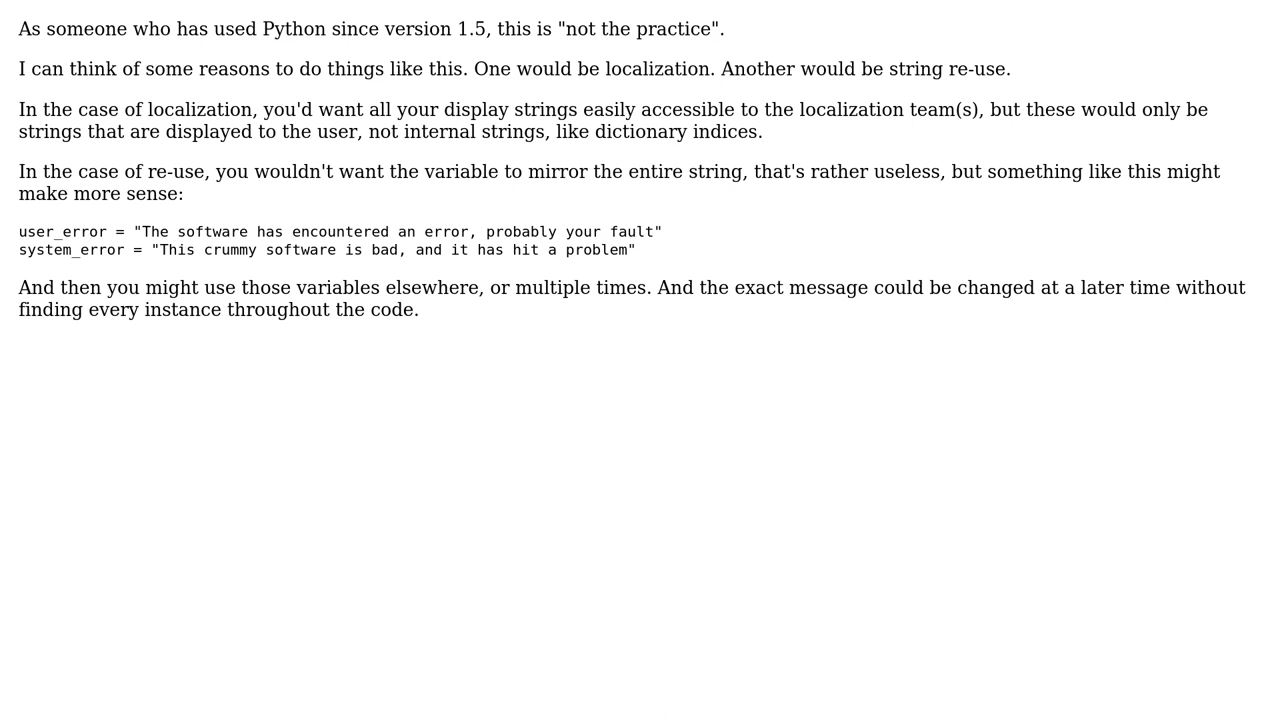 As someone who has used Python since version 1.5, this is "not the practice".
I can think of some reasons to do things like this. One would be localization. Another would be string re-use.
In the case of localization, you'd want all your display strings easily accessible to the localization team(s), but these would only be
strings that are displayed to the user, not internal strings, like dictionary indices.
In the case of re-use, you wouldn't want the variable to mirror the entire string, that's rather useless, but something like this might
make more sense:
user_error = "The software has encountered an error, probably your fault"
system_error = "This crummy software is bad, and it has hit a problem"
And then you might use those variables elsewhere, or multiple times. And the exact message could be changed at a later time without
finding every instance throughout the code.